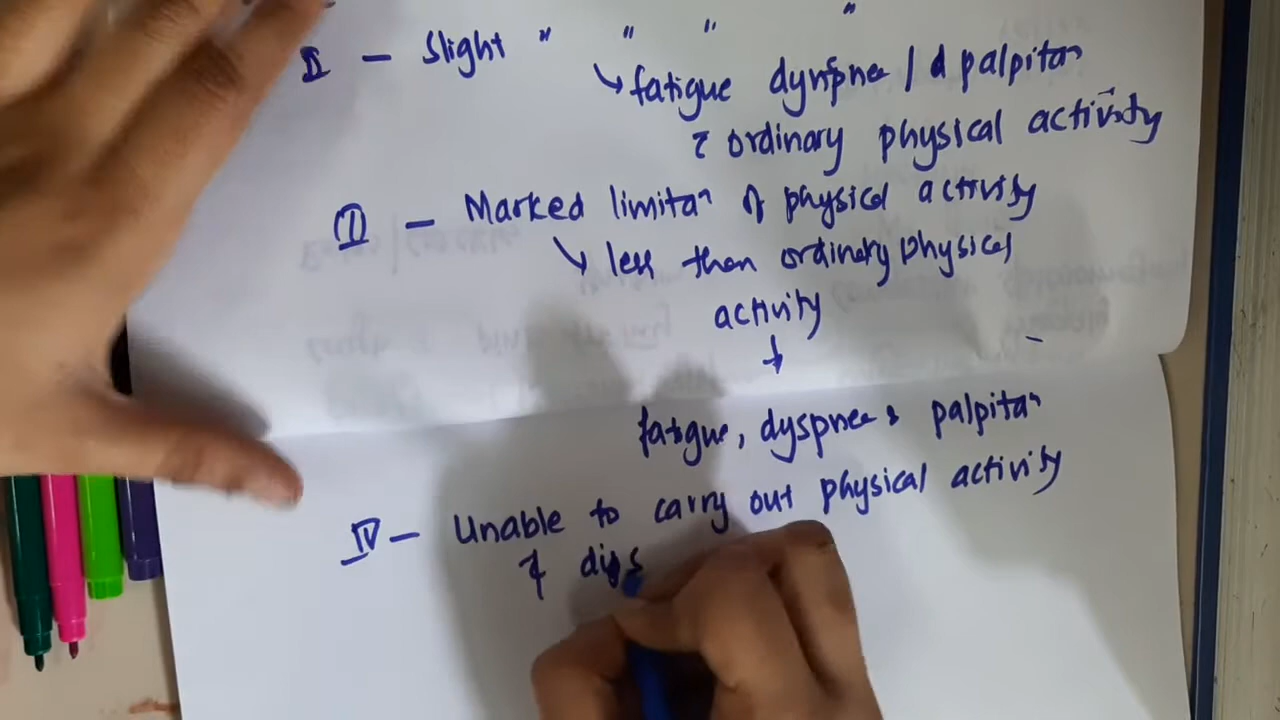 II - Slight " " " "
↘ fatigue dyspnea / & palpitaⁿ
c̄ ordinary physical activity
III - Marked limitaⁿ of physical activity
↘ less than ordinary physical
activity
↓
fatigue, dyspnea & palpitaⁿ
IV - Unable to carry out physical activity
dys